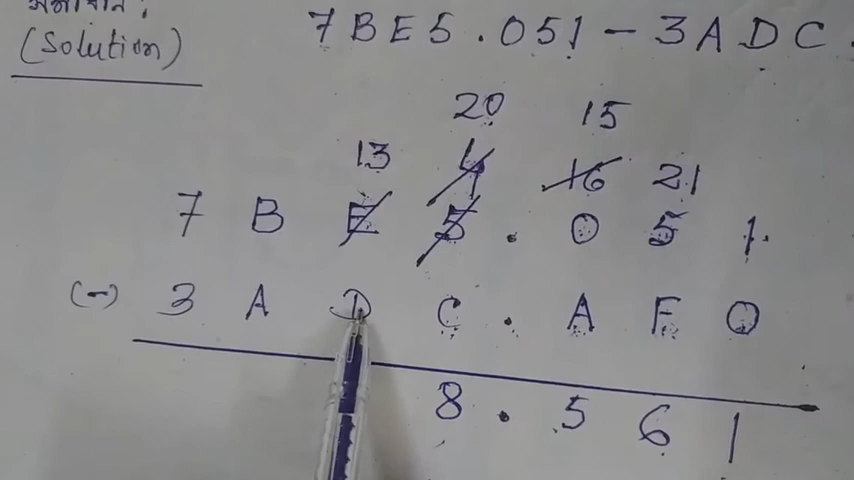 समाधान :
(Solution)
7BE5.051 - 3ADC.
20 15
13 4 16 21
7 B E 5 . 0 5 1
(-) 3 A D C . A F 0
8 . 5 6 1